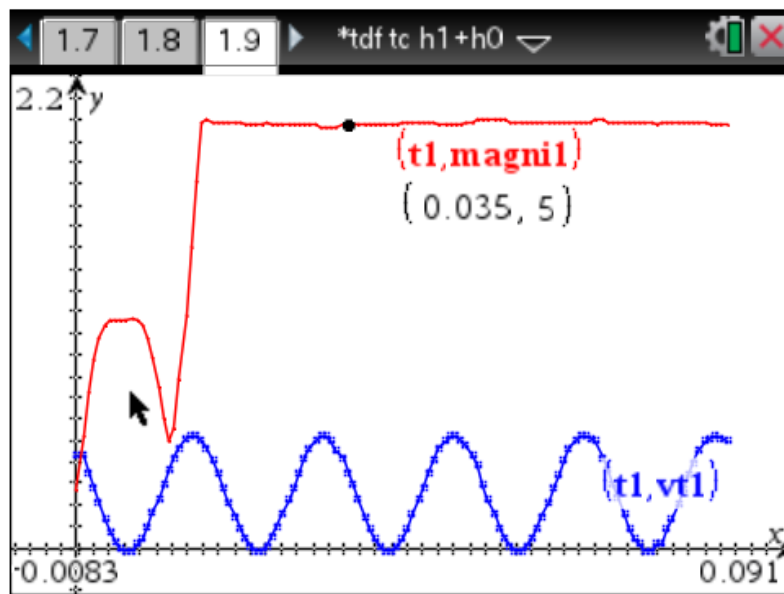 1.7 1.8 1.9 *tdf tc h1+h0
2.2 y
(t1,magni1)
(0.035, 5)
(t1,vt1)
x
-0.0083 0.091